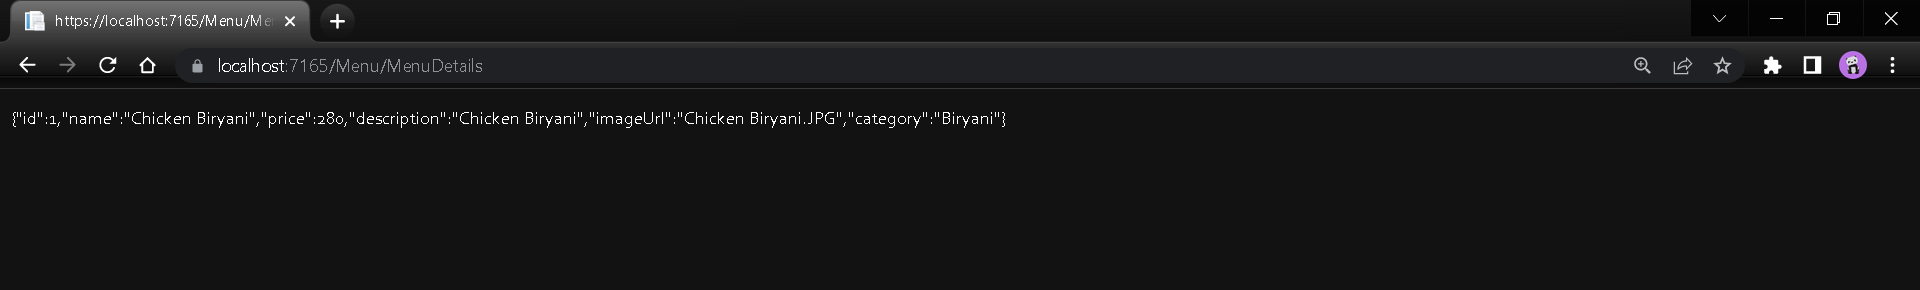 https://localhost:7165/Menu/Me
localhost:7165/Menu/MenuDetails
{"id":1,"name":"Chicken Biryani","price":280,"description":"Chicken Biryani","imageUrl":"Chicken Biryani.JPG","category":"Biryani"}